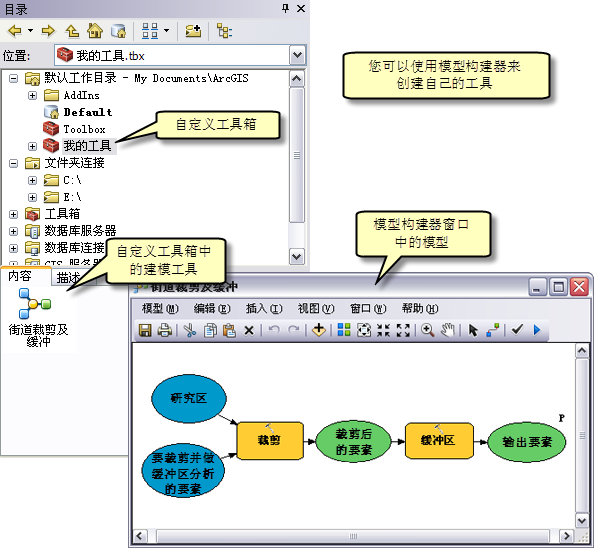 目录
位置: 我的工具.tbx
默认工作目录 - My Documents\ArcGIS
AddIns
Default
Toolbox
我的工具
文件夹连接
C:\
E:\
工具箱
数据库服务器
数据库连接
GIS 服务器
内容 描述
街道裁剪及
缓冲
您可以使用模型构建器来
创建自己的工具
自定义工具箱
模型构建器窗口
中的模型
自定义工具箱中
的建模工具
街道裁剪及缓冲
模型(M) 编辑(E) 插入(I) 视图(V) 窗口(W) 帮助(H)
研究区
要裁剪并做
缓冲区分析
的要素
裁剪
裁剪后
的要素
缓冲区
输出要素
P